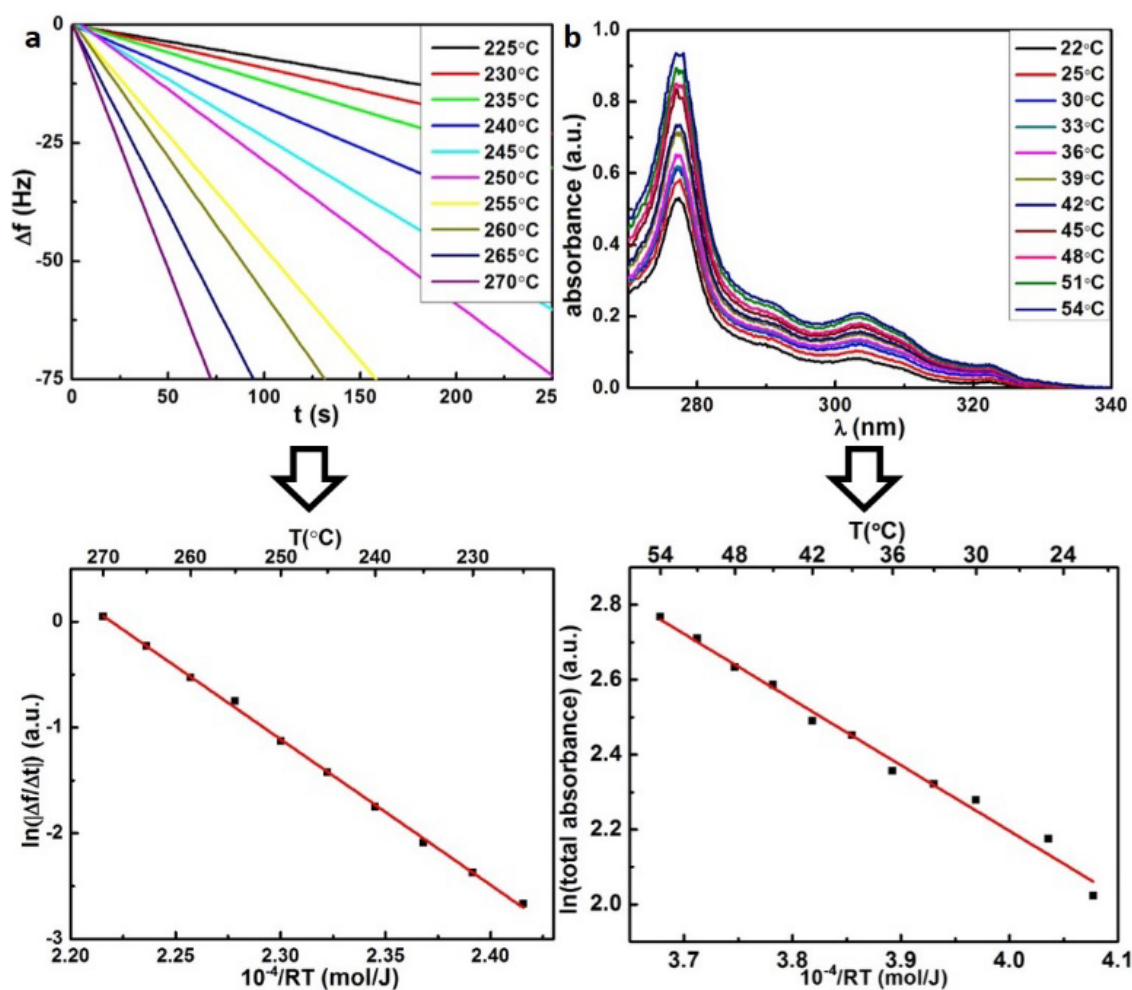 a
0
-25
-50
-75
Δf (Hz)
0
50
100
150
200
25
t (s)
225°C
230°C
235°C
240°C
245°C
250°C
255°C
260°C
265°C
270°C
b
1.0
0.8
0.6
0.4
0.2
0.0
absorbance (a.u.)
280
300
320
340
λ (nm)
22°C
25°C
30°C
33°C
36°C
39°C
42°C
45°C
48°C
51°C
54°C
T(°C)
270
260
250
240
230
0
-1
-2
-3
ln(|Δf/Δt|) (a.u.)
2.20
2.25
2.30
2.35
2.40
10⁻⁴/RT (mol/J)
T(°C)
54
48
42
36
30
24
2.8
2.6
2.4
2.2
2.0
ln(total absorbance) (a.u.)
3.7
3.8
3.9
4.0
4.1
10⁻⁴/RT (mol/J)